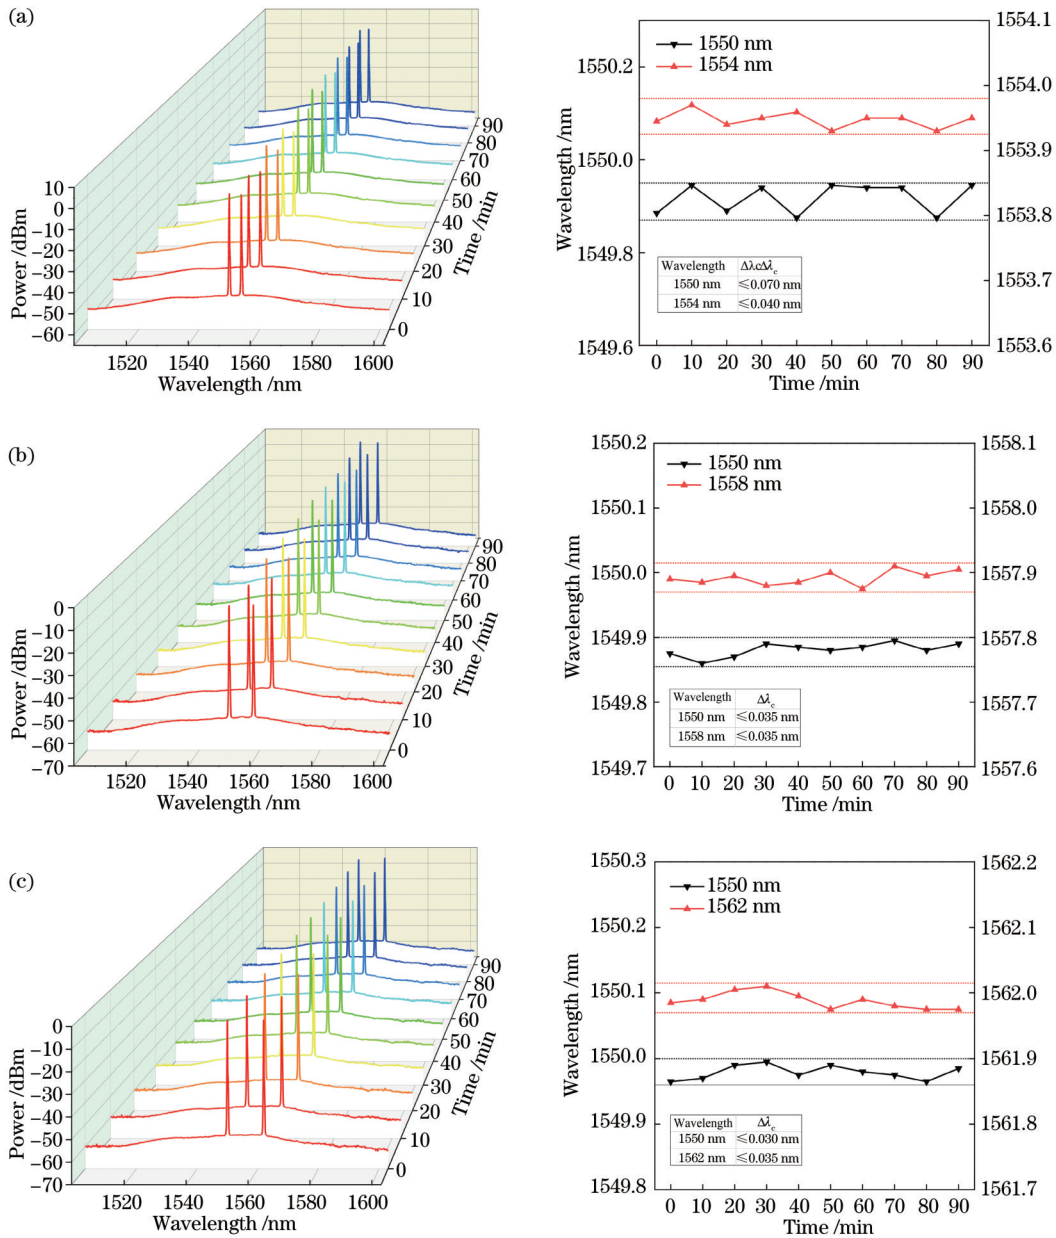 (a)
10
0
−10
−20
−30
−40
−50
−60
Power /dBm
1520 1540 1560 1580 1600
Wavelength /nm
0
10
20
30
40
50
60
70
80
90
Time /min
1550 nm
1554 nm
1550.2
1550.0
1549.8
1549.6
Wavelength /nm
1554.1
1554.0
1553.9
1553.8
1553.7
1553.6
Wavelength Δλcα̣Δλc
1550 nm ≤0.070 nm
1554 nm ≤0.040 nm
0 10 20 30 40 50 60 70 80 90
Time /min
(b)
0
−10
−20
−30
−40
−50
−60
−70
Power /dBm
1520 1540 1560 1580 1600
Wavelength /nm
0
10
20
30
40
50
60
70
80
90
Time /min
1550 nm
1558 nm
1550.2
1550.1
1550.0
1549.9
1549.8
1549.7
Wavelength /nm
1558.1
1558.0
1557.9
1557.8
1557.7
1557.6
Wavelength Δλc
1550 nm ≤0.035 nm
1558 nm ≤0.035 nm
0 10 20 30 40 50 60 70 80 90
Time /min
(c)
0
−10
−20
−30
−40
−50
−60
−70
Power /dBm
1520 1540 1560 1580 1600
Wavelength /nm
0
10
20
30
40
50
60
70
80
90
Time /min
1550 nm
1562 nm
1550.3
1550.2
1550.1
1550.0
1549.9
1549.8
Wavelength /nm
1562.2
1562.1
1562.0
1561.9
1561.8
1561.7
Wavelength Δλc
1550 nm ≤0.030 nm
1562 nm ≤0.035 nm
0 10 20 30 40 50 60 70 80 90
Time /min